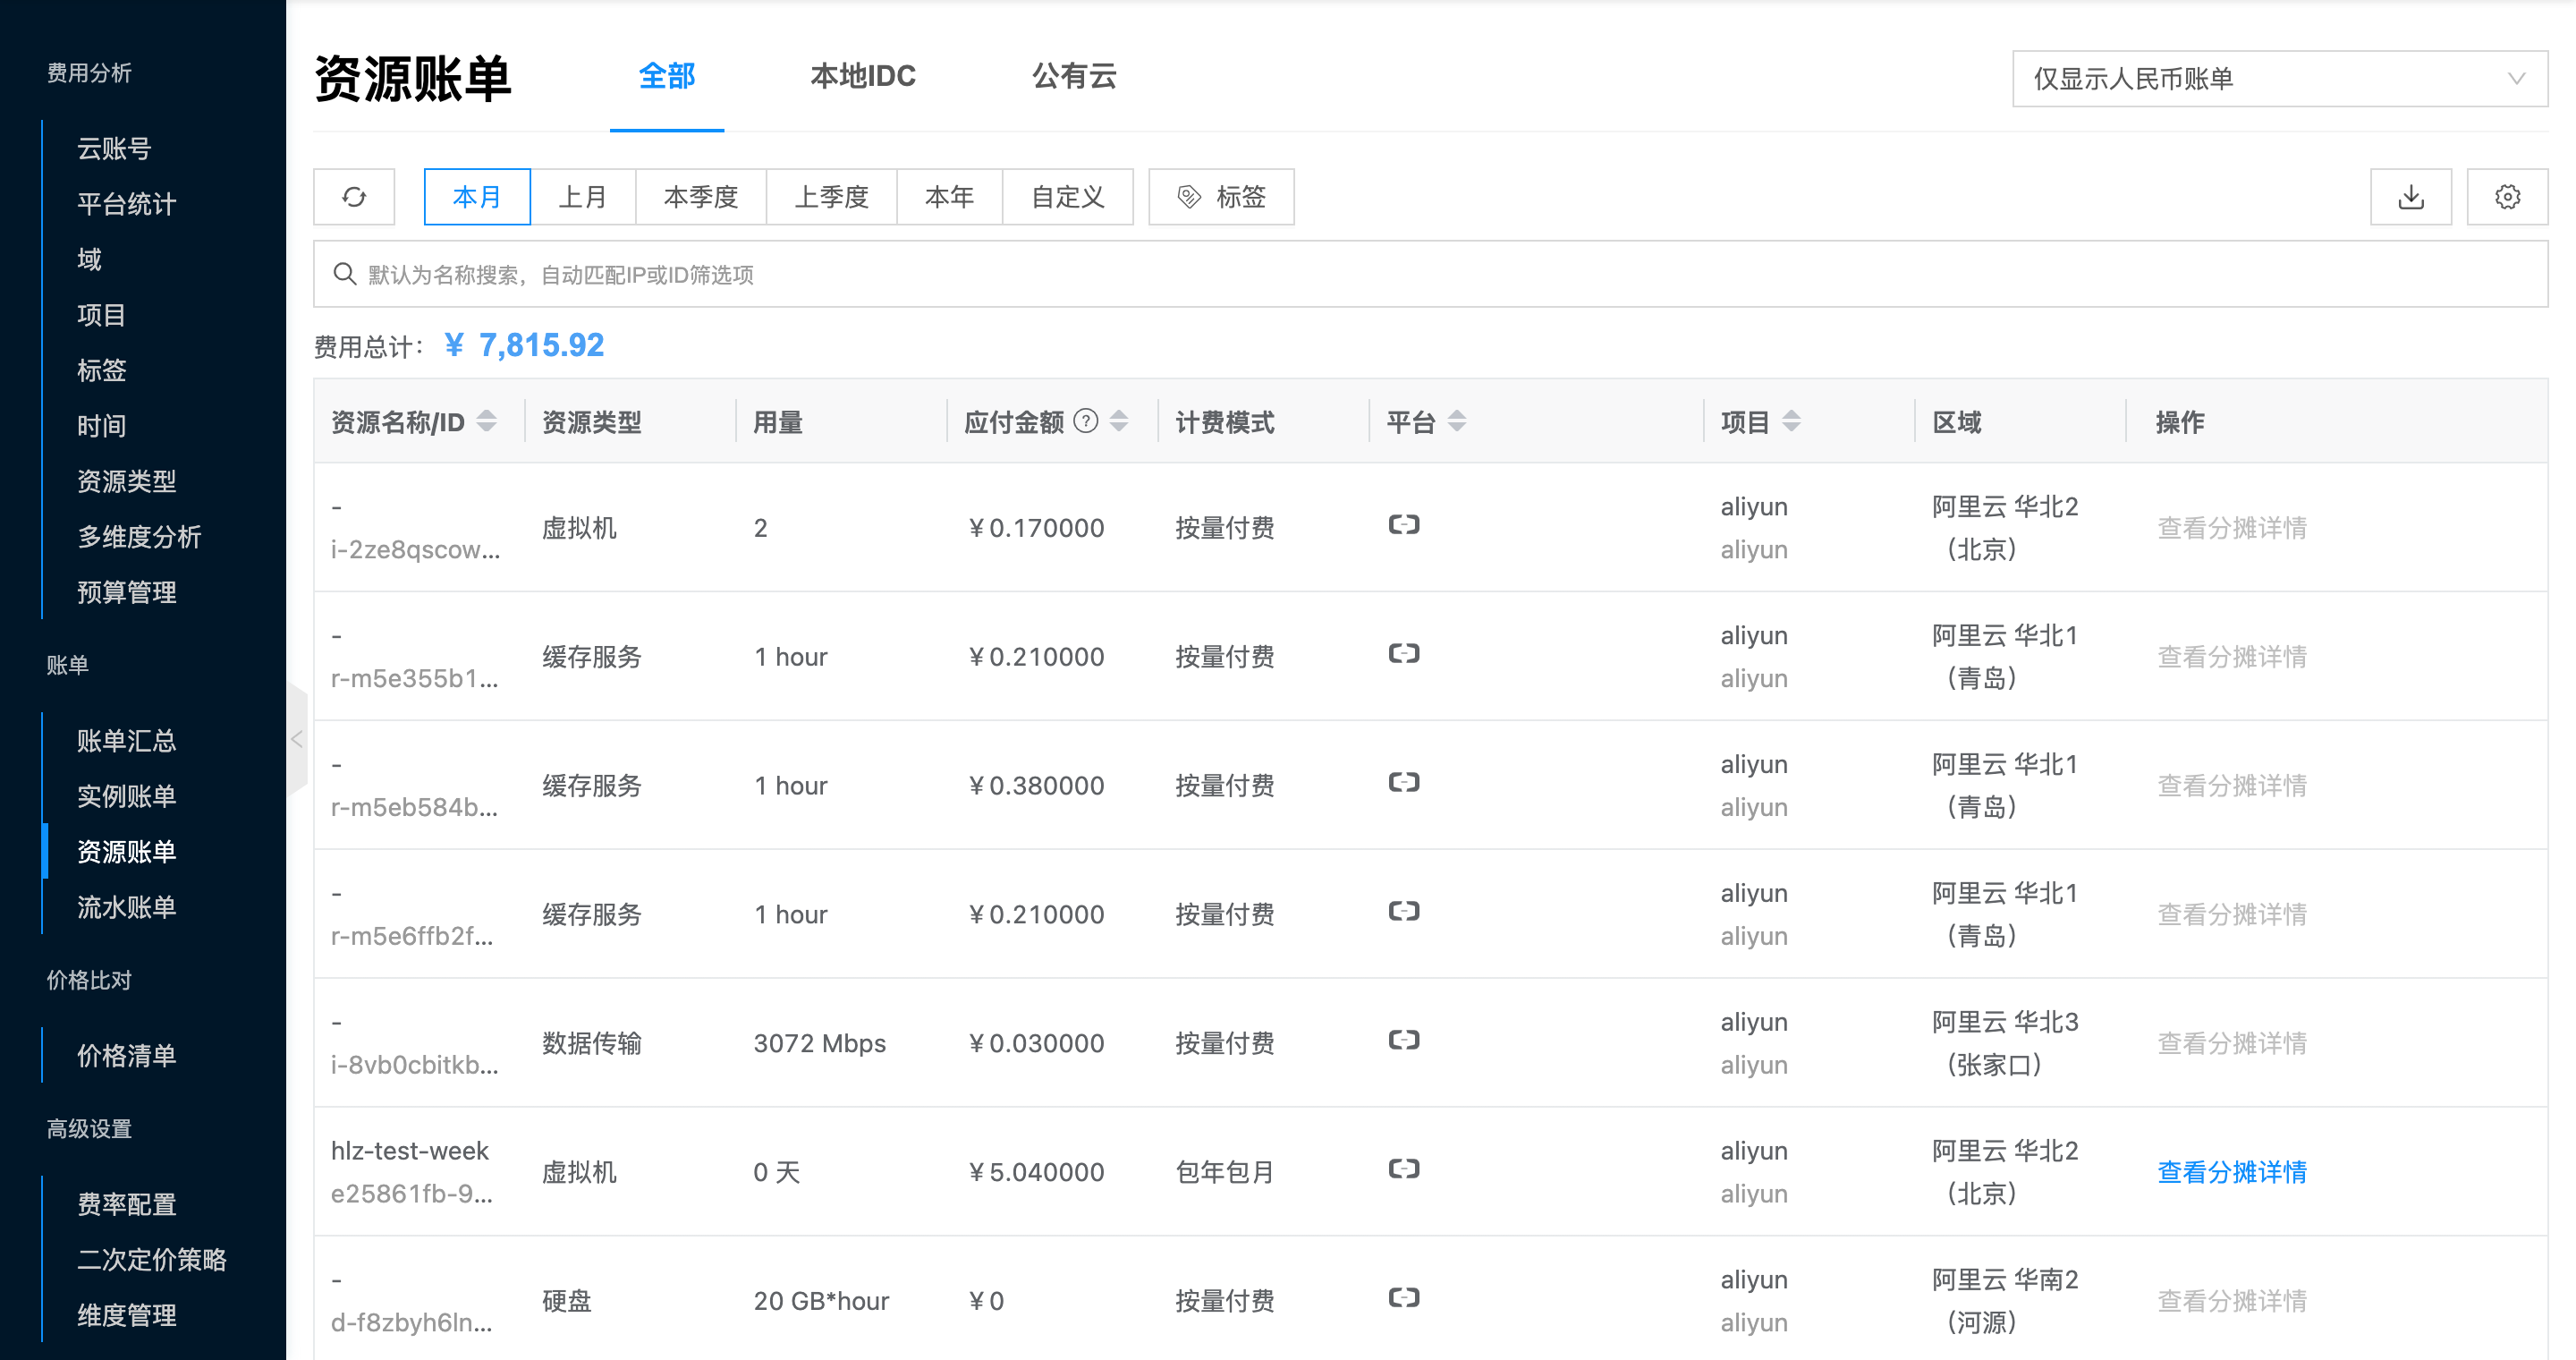 费用分析
云账号
平台统计
域
项目
标签
时间
资源类型
多维度分析
预算管理
账单
账单汇总
实例账单
资源账单
流水账单
价格比对
价格清单
高级设置
费率配置
二次定价策略
维度管理
资源账单 全部 本地IDC 公有云 仅显示人民币账单
本月 上月 本季度 上季度 本年 自定义 标签
默认为名称搜索，自动匹配IP或ID筛选项
费用总计： ¥ 7,815.92
资源名称/ID 资源类型 用量 应付金额 ? 计费模式 平台 项目 区域 操作
- aliyun 阿里云 华北2
虚拟机 2 ¥0.170000 按量付费 查看分摊详情
i-2ze8qscow... aliyun （北京）
- aliyun 阿里云 华北1
缓存服务 1 hour ¥0.210000 按量付费 查看分摊详情
r-m5e355b1... aliyun （青岛）
- aliyun 阿里云 华北1
缓存服务 1 hour ¥0.380000 按量付费 查看分摊详情
r-m5eb584b... aliyun （青岛）
- aliyun 阿里云 华北1
缓存服务 1 hour ¥0.210000 按量付费 查看分摊详情
r-m5e6ffb2f... aliyun （青岛）
- aliyun 阿里云 华北3
数据传输 3072 Mbps ¥0.030000 按量付费 查看分摊详情
i-8vb0cbitkb... aliyun （张家口）
hlz-test-week aliyun 阿里云 华北2
虚拟机 0 天 ¥5.040000 包年包月 查看分摊详情
e25861fb-9... aliyun （北京）
- aliyun 阿里云 华南2
硬盘 20 GB*hour ¥0 按量付费 查看分摊详情
d-f8zbyh6ln... aliyun （河源）